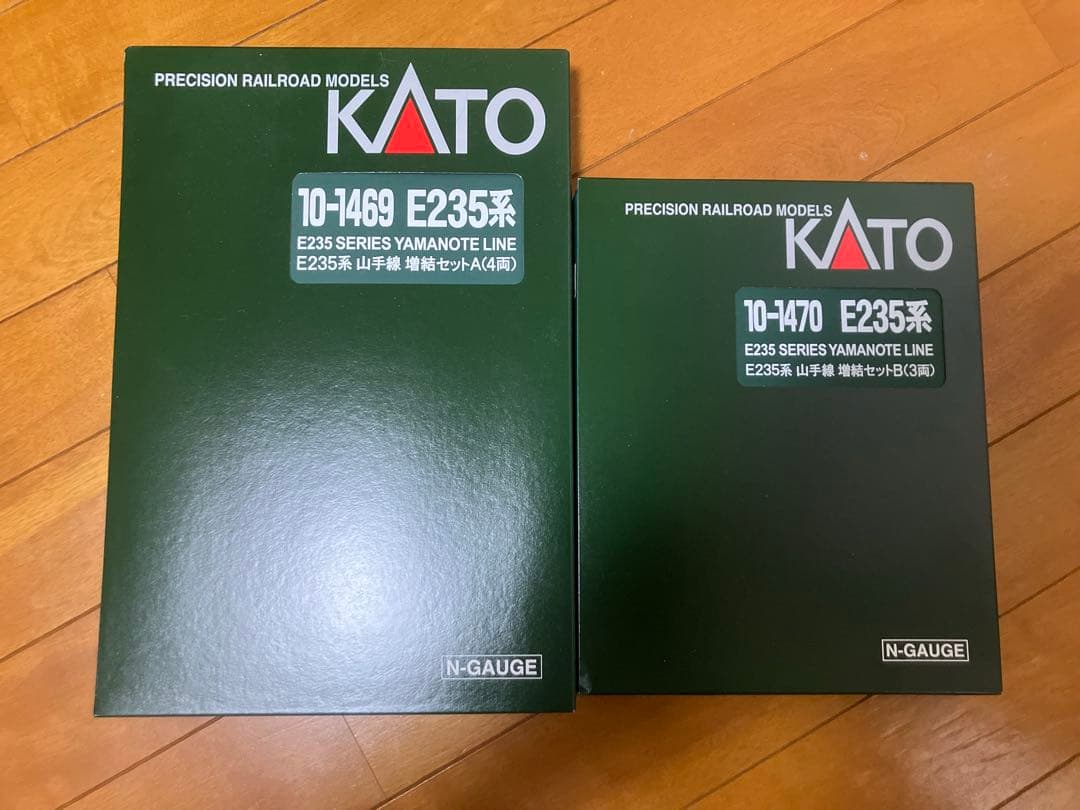 PRECISION RAILROAD MODELS
KATO
10-1469 E235系
E235 SERIES YAMANOTE LINE
E235系 山手線 増結セットA(4両)
N-GAUGE
PRECISION RAILROAD MODELS
KATO
10-1470 E235系
E235 SERIES YAMANOTE LINE
E235系 山手線 増結セットB(3両)
N-GAUGE